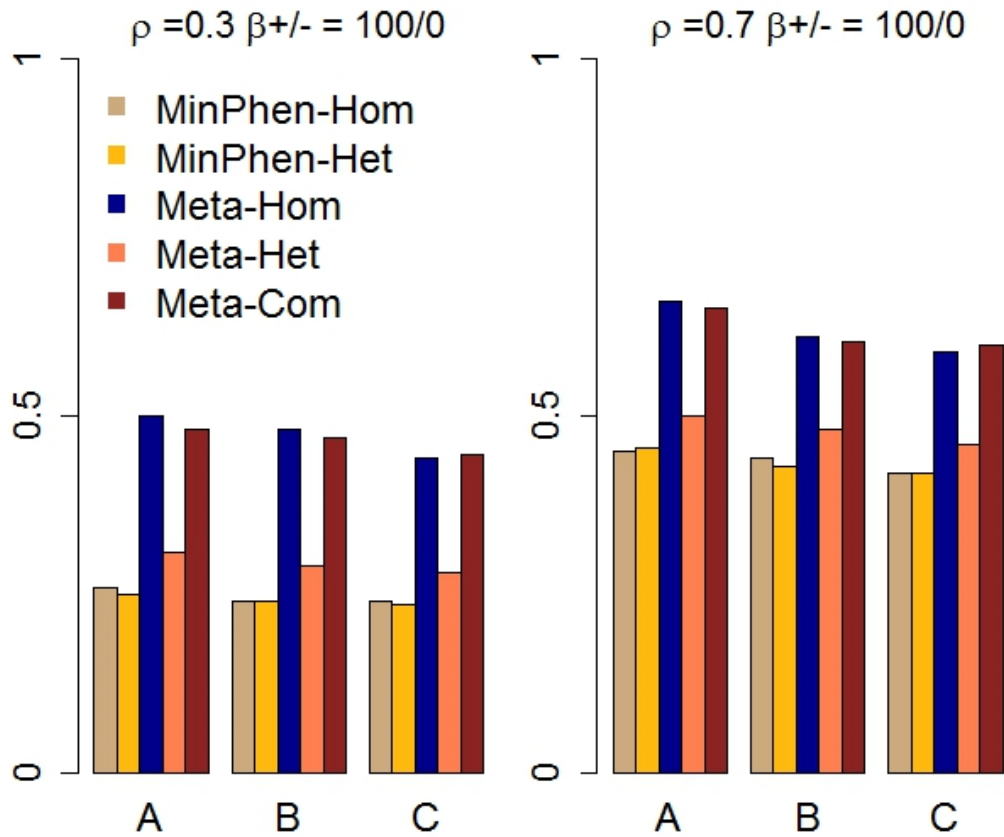 ρ =0.3 β+/- = 100/0
1
0.5
0
MinPhen-Hom
MinPhen-Het
Meta-Hom
Meta-Het
Meta-Com
A B C
ρ =0.7 β+/- = 100/0
1
0.5
0
A B C